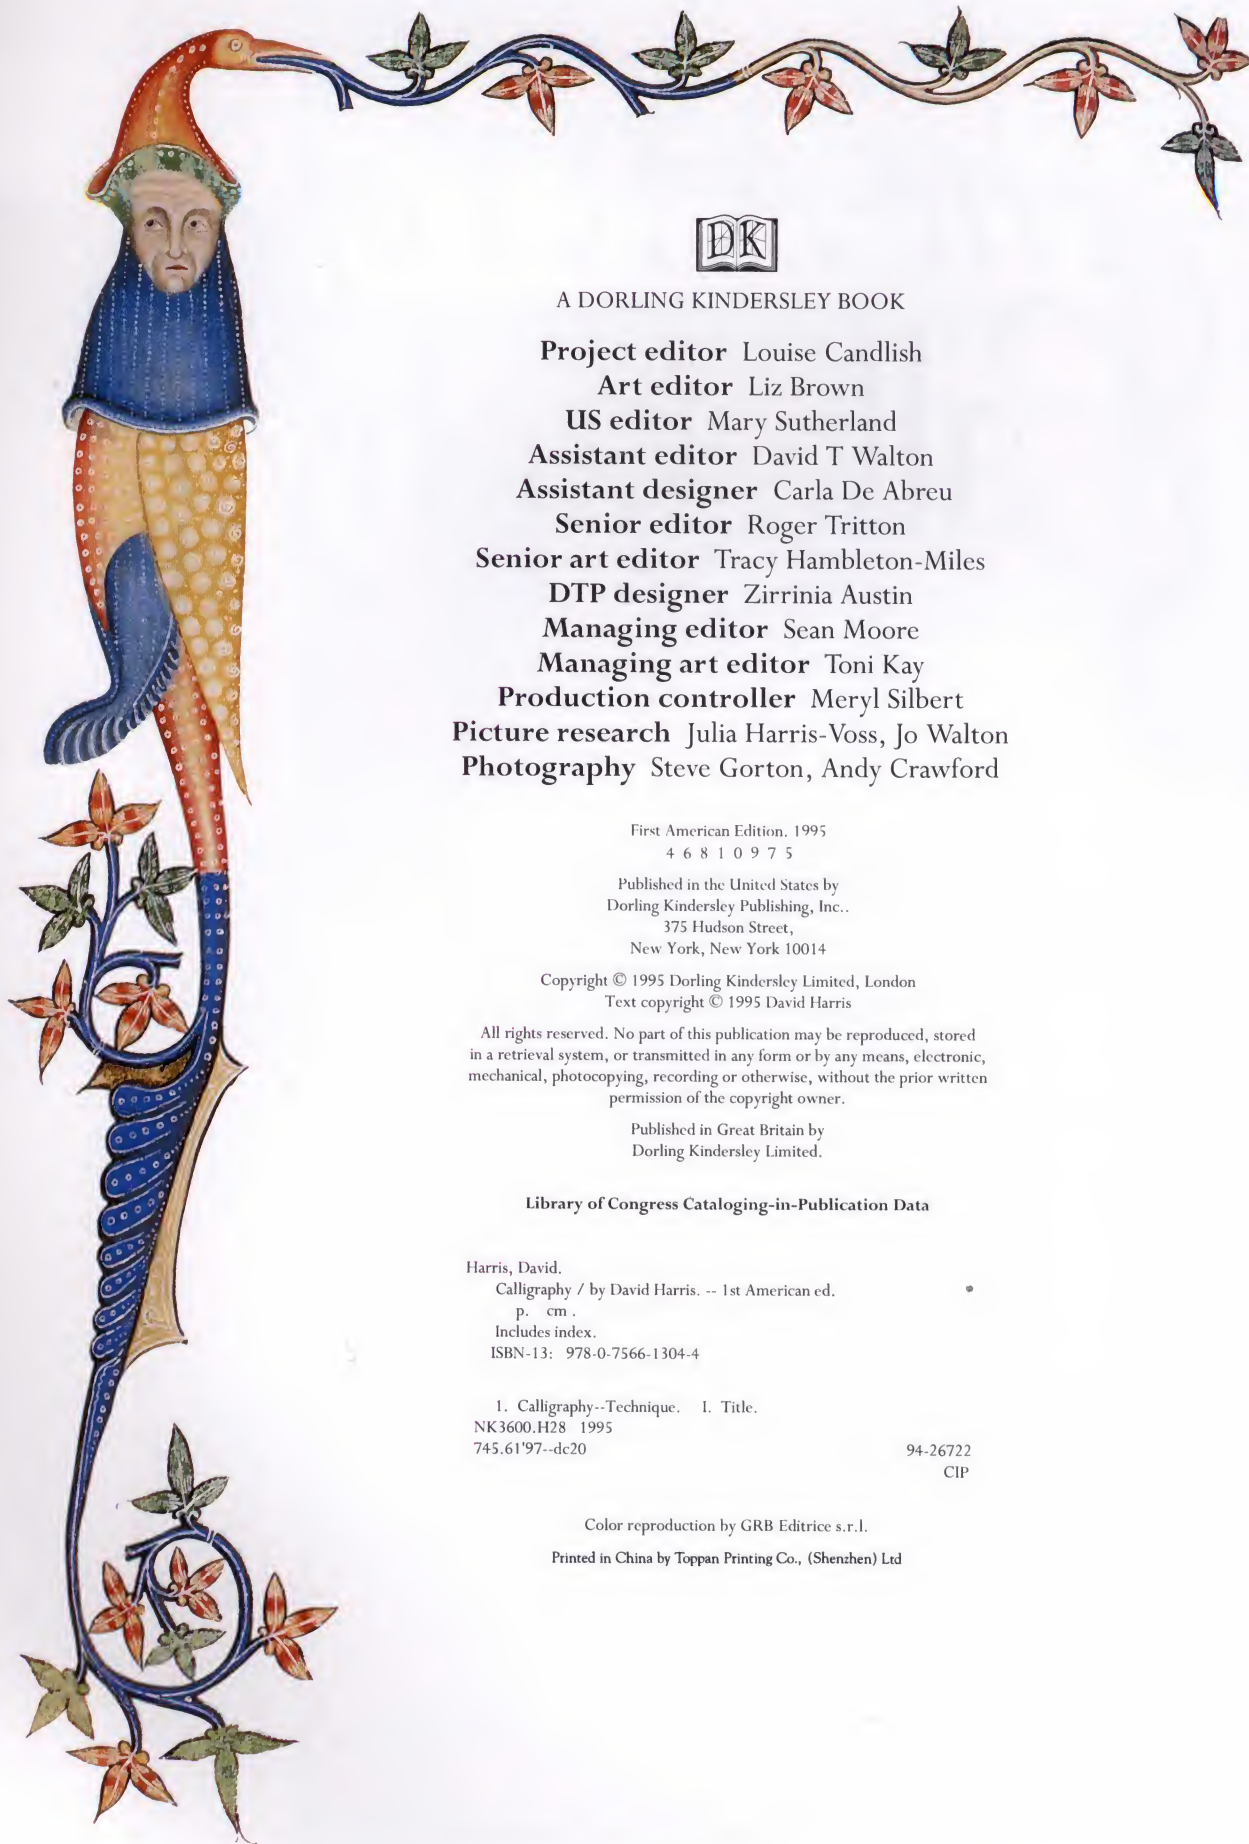 DK
A DORLING KINDERSLEY BOOK
Project editor Louise Candlish
Art editor Liz Brown
US editor Mary Sutherland
Assistant editor David T Walton
Assistant designer Carla De Abreu
Senior editor Roger Tritton
Senior art editor Tracy Hambleton-Miles
DTP designer Zirrinia Austin
Managing editor Sean Moore
Managing art editor Toni Kay
Production controller Meryl Silbert
Picture research Julia Harris-Voss, Jo Walton
Photography Steve Gorton, Andy Crawford
First American Edition. 1995
4 6 8 10 9 7 5
Published in the United States by
Dorling Kindersley Publishing, Inc..
375 Hudson Street,
New York, New York 10014
Copyright © 1995 Dorling Kindersley Limited, London
Text copyright © 1995 David Harris
All rights reserved. No part of this publication may be reproduced, stored
in a retrieval system, or transmitted in any form or by any means, electronic,
mechanical, photocopying, recording or otherwise, without the prior written
permission of the copyright owner.
Published in Great Britain by
Dorling Kindersley Limited.
Library of Congress Cataloging-in-Publication Data
Harris, David.
Calligraphy / by David Harris. -- 1st American ed.
p. cm .
Includes index.
ISBN-13: 978-0-7566-1304-4
1. Calligraphy--Technique. I. Title.
NK3600.H28 1995
745.61'97--dc20 94-26722
CIP
Color reproduction by GRB Editrice s.r.l.
Printed in China by Toppan Printing Co., (Shenzhen) Ltd